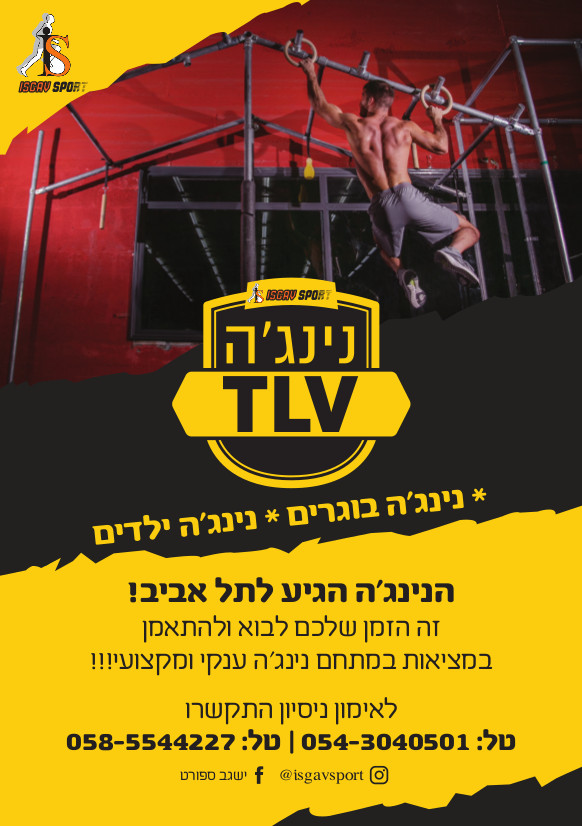 IS
ISGAV SPORT
ISGAV SPORT
נינג'ה
TLV
* נינג'ה בוגרים * נינג'ה ילדים
הנינג'ה הגיע לתל אביב!
זה הזמן שלכם לבוא ולהתאמן
במציאות במתחם נינג'ה ענקי ומקצועי!!!
לאימון ניסיון התקשרו
טל: 054-3040501 | טל: 058-5544227
@isgavsport ישגב ספורט